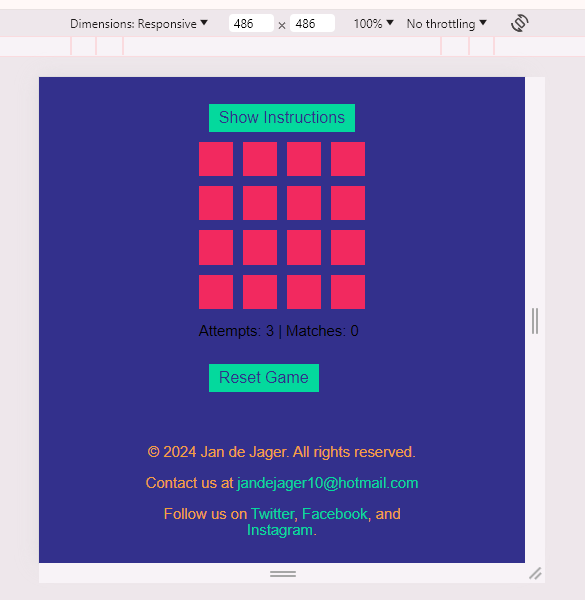 Dimensions: Responsive 486 × 486 100% No throttling
Show Instructions
Attempts: 3 | Matches: 0
Reset Game
© 2024 Jan de Jager. All rights reserved.
Contact us at jandejager10@hotmail.com
Follow us on Twitter, Facebook, and
Instagram.